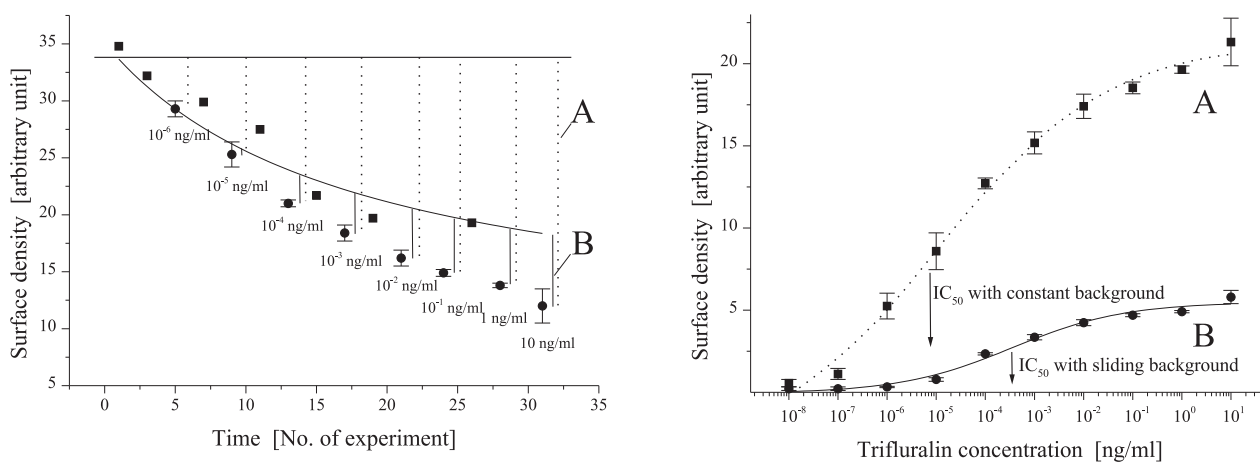 Surface density [arbitrary unit]
35
30
25
20
15
10
5
0
5
10
15
20
25
30
35
Time [No. of experiment]
10⁻⁶ ng/ml
10⁻⁵ ng/ml
10⁻⁴ ng/ml
10⁻³ ng/ml
10⁻² ng/ml
10⁻¹ ng/ml
1 ng/ml
10 ng/ml
A
B
Surface density [arbitrary unit]
20
15
10
5
A
IC₅₀ with constant background
B
IC₅₀ with sliding background
10⁻⁸
10⁻⁷
10⁻⁶
10⁻⁵
10⁻⁴
10⁻³
10⁻²
10⁻¹
10⁰
10¹
Trifluralin concentration [ng/ml]